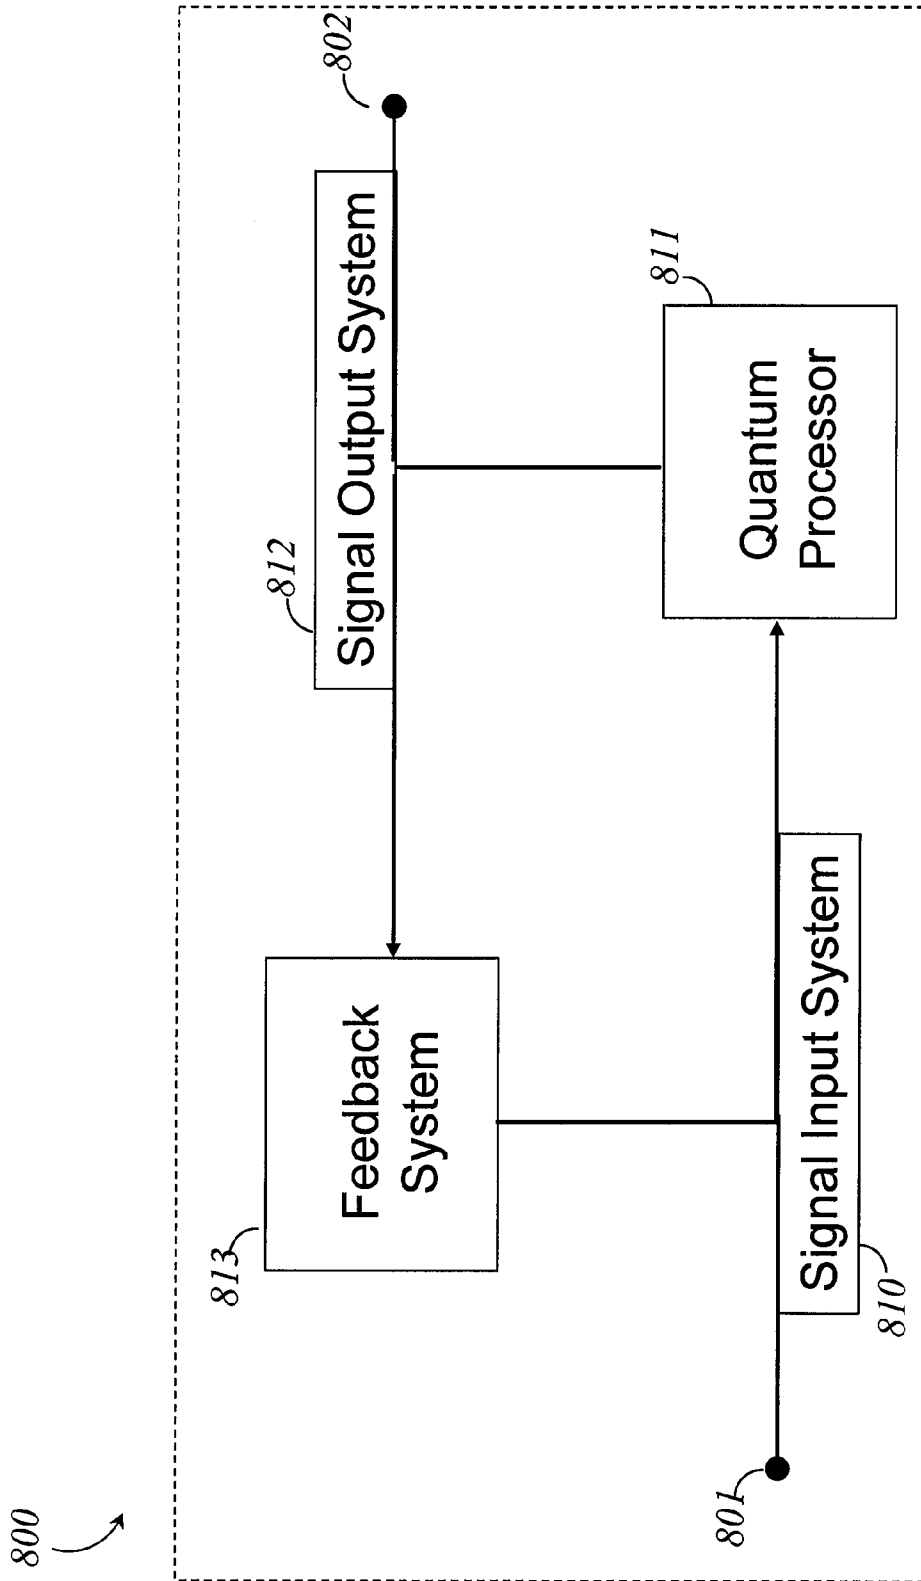 800
802
812
Signal Output System
813
Feedback
System
811
Quantum
Processor
801
Signal Input System
810